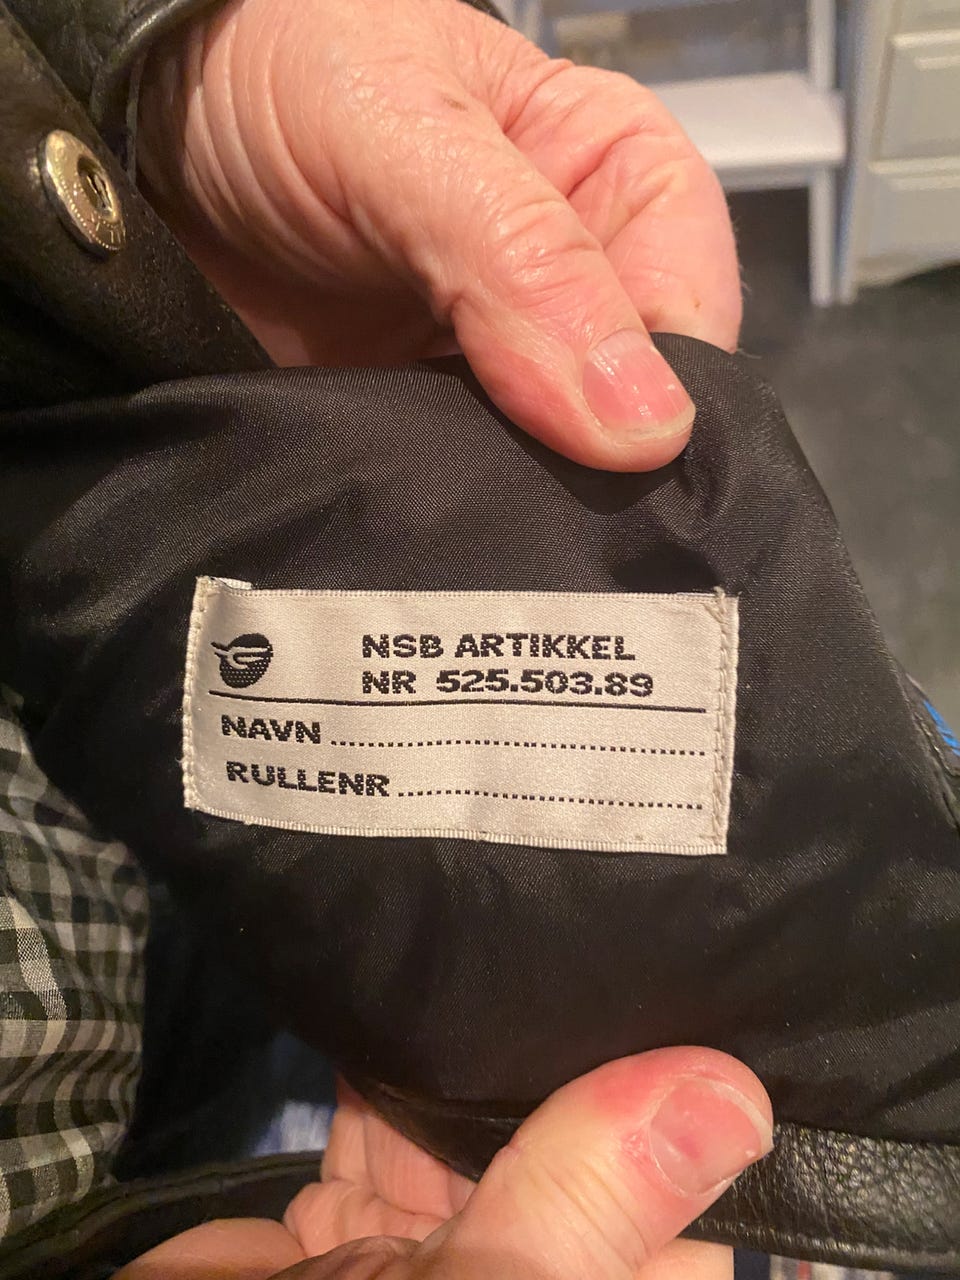 NSB ARTIKKEL
NR 525.503.89
NAVN ........................................
RULLENR ................................